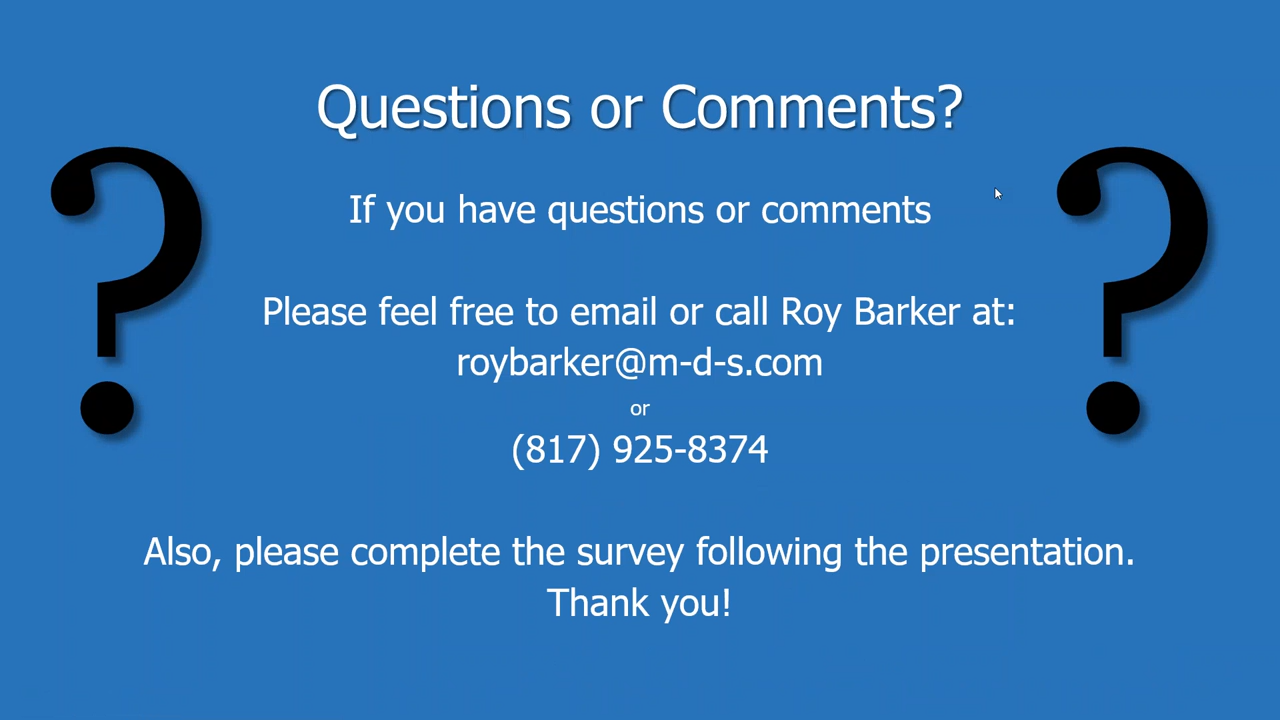 Questions or Comments?
If you have questions or comments
Please feel free to email or call Roy Barker at:
roybarker@m-d-s.com
or
(817) 925-8374
Also, please complete the survey following the presentation.
Thank you!
? ?